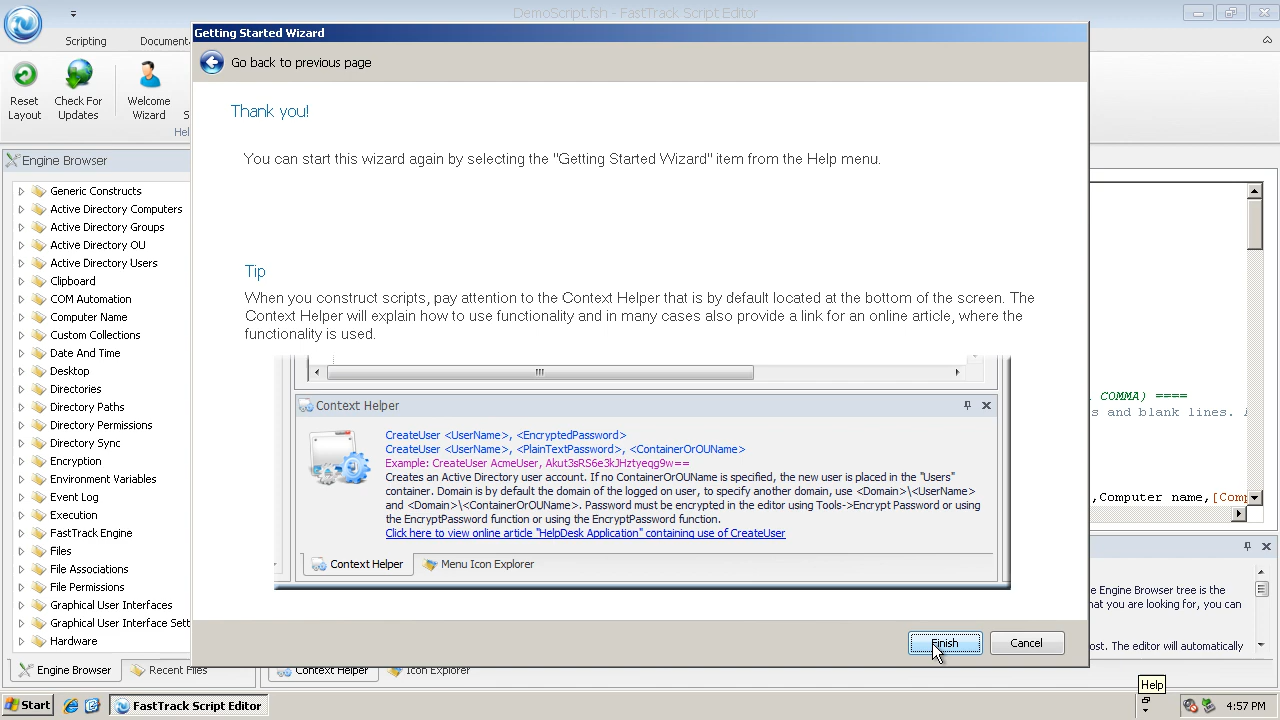 DemoScript.fsh - FastTrack Script Editor
Getting Started Wizard
Scripting
Document
Go back to previous page
Reset
Layout
Check For
Updates
Welcome
Wizard
S
Hel
Thank you!
You can start this wizard again by selecting the "Getting Started Wizard" item from the Help menu.
Engine Browser
Generic Constructs
Active Directory Computers
Active Directory Groups
Active Directory OU
Active Directory Users
Clipboard
COM Automation
Computer Name
Custom Collections
Date And Time
Desktop
Directories
Directory Paths
Directory Permissions
Directory Sync
Encryption
Environment Variables
Event Log
Execution
FastTrack Engine
Files
File Associations
File Permissions
Graphical User Interfaces
Graphical User Interface Sett
Hardware
Tip
When you construct scripts, pay attention to the Context Helper that is by default located at the bottom of the screen. The
Context Helper will explain how to use functionality and in many cases also provide a link for an online article, where the
functionality is used.
Context Helper
CreateUser <UserName>, <EncryptedPassword>
CreateUser <UserName>, <PlainTextPassword>, <ContainerOrOUName>
Example: CreateUser AcmeUser, Akut3sRS6e3kJHztyeqg9w==
Creates an Active Directory user account. If no ContainerOrOUName is specified, the new user is placed in the "Users"
container. Domain is by default the domain of the logged on user, to specify another domain, use <Domain>\<UserName>
and <Domain>\<ContainerOrOUName>. Password must be encrypted in the editor using Tools->Encrypt Password or using
the EncryptPassword function or using the EncryptPassword function.
Click here to view online article "HelpDesk Application" containing use of CreateUser
Context Helper
Menu Icon Explorer
COMMA) ====
s and blank lines.
,Computer name,[Comp
e Engine Browser tree is the
hat you are looking for, you can
ost. The editor will automatically
Finish
Cancel
Engine Browser
Recent Files
Context Helper
Icon Explorer
Help
Start
FastTrack Script Editor
4:57 PM